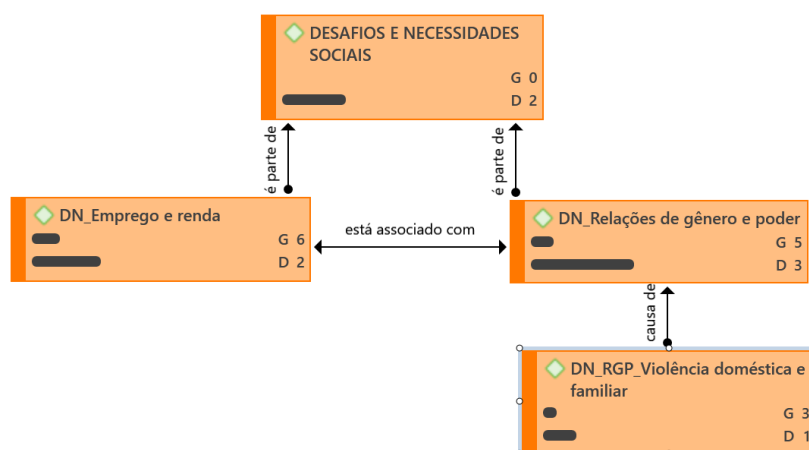 DESAFIOS E NECESSIDADES
SOCIAIS
G 0
D 2
é parte de
é parte de
DN_Emprego e renda
G 6
D 2
está associado com
DN_Relações de gênero e poder
G 5
D 3
causa de
DN_RGP_Violência doméstica e
familiar
G 3
D 1